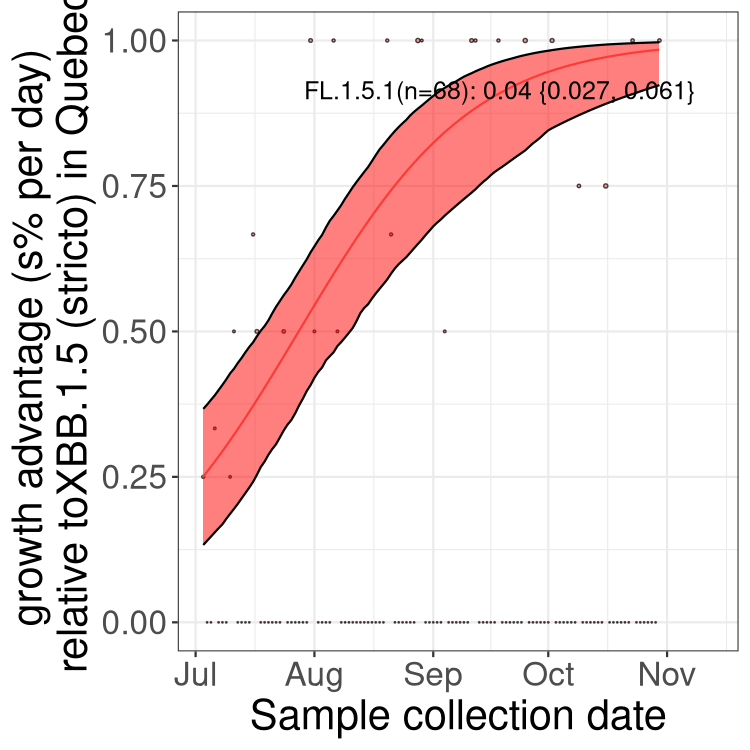 growth advantage (s% per day)
relative toXBB.1.5 (stricto) in Quebec
1.00
0.75
0.50
0.25
0.00
FL.1.5.1(n=68): 0.04 {0.027, 0.061}
Jul Aug Sep Oct Nov
Sample collection date